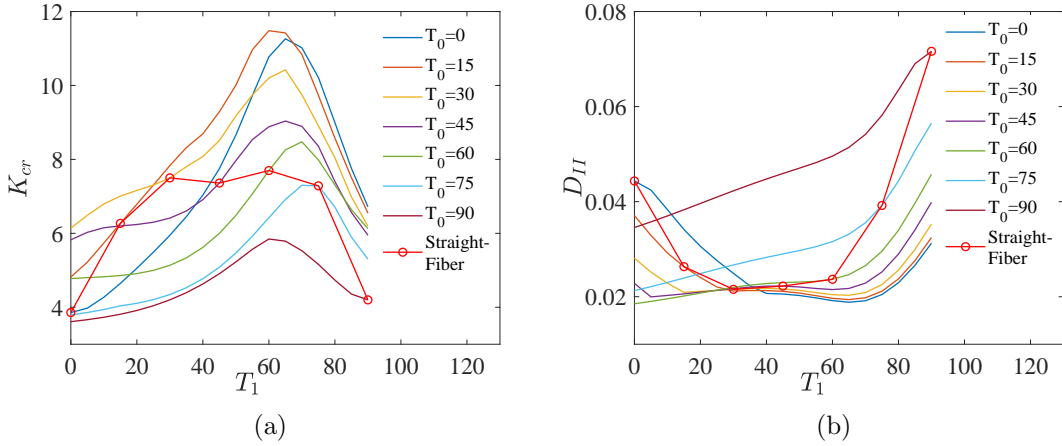 12
10
8
6
4
K_cr
0 20 40 60 80 100 120
T_1
T_0=0
T_0=15
T_0=30
T_0=45
T_0=60
T_0=75
T_0=90
Straight-
Fiber
(a)
0.08
0.06
0.04
0.02
D_II
0 20 40 60 80 100 120
T_1
T_0=0
T_0=15
T_0=30
T_0=45
T_0=60
T_0=75
T_0=90
Straight-
Fiber
(b)